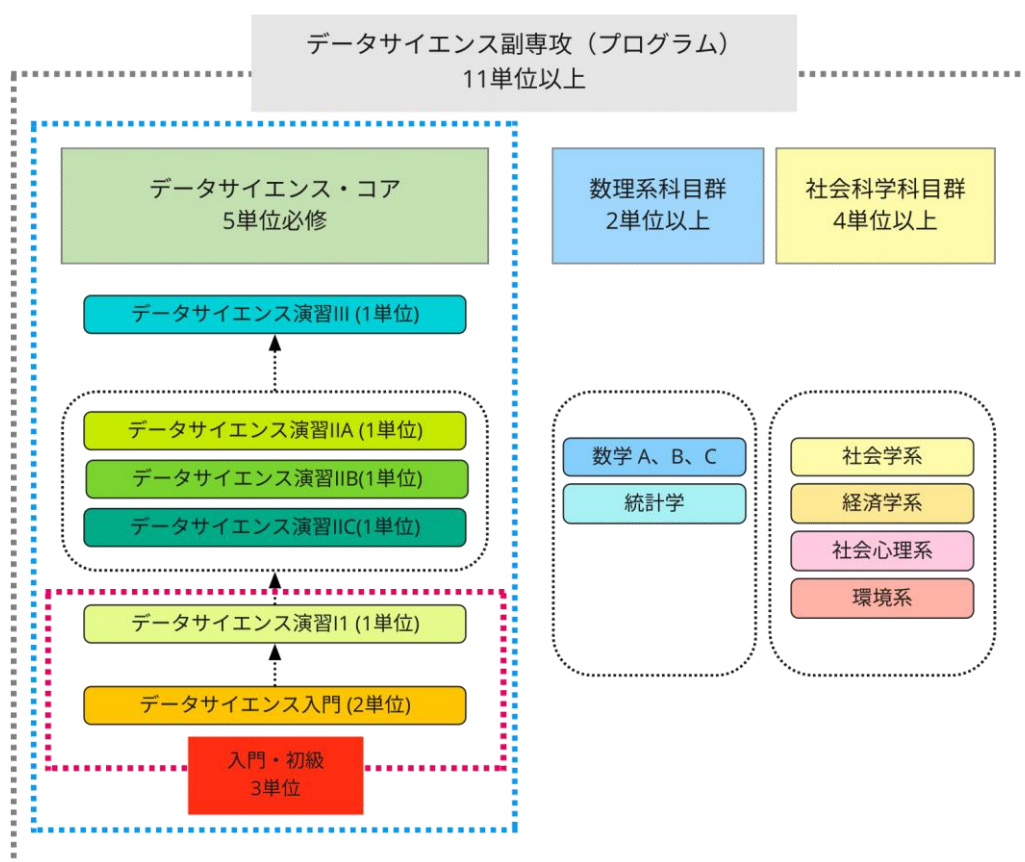 データサイエンス副専攻（プログラム）
11単位以上
データサイエンス・コア
5単位必修
データサイエンス演習III (1単位)
データサイエンス演習IIA (1単位)
データサイエンス演習IIB(1単位)
データサイエンス演習IIC(1単位)
データサイエンス演習I1 (1単位)
データサイエンス入門 (2単位)
入門・初級
3単位
数理系科目群
2単位以上
数学 A、B、C
統計学
社会科学科目群
4単位以上
社会学系
経済学系
社会心理系
環境系